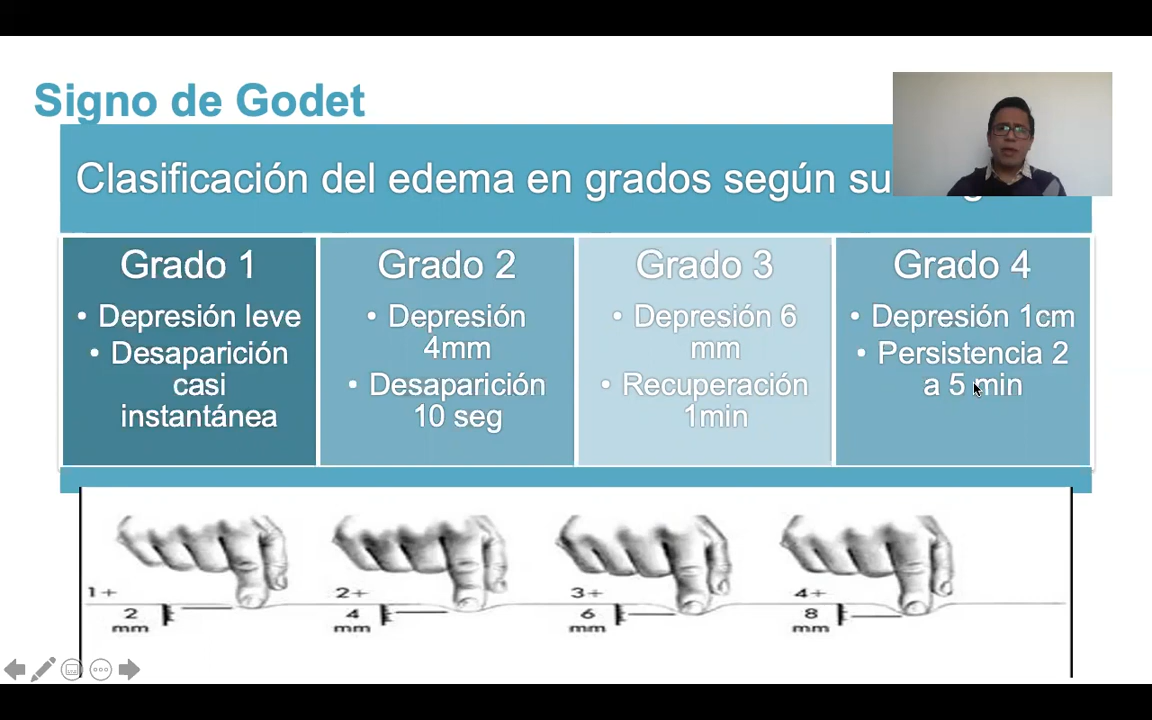 Signo de Godet
Clasificación del edema en grados según su
Grado 1
• Depresión leve
• Desaparición
casi
instantánea
Grado 2
• Depresión
4mm
• Desaparición
10 seg
Grado 3
• Depresión 6
mm
• Recuperación
1min
Grado 4
• Depresión 1cm
• Persistencia 2
a 5 min
1+
2
mm
2+
4
mm
3+
6
mm
4+
8
mm